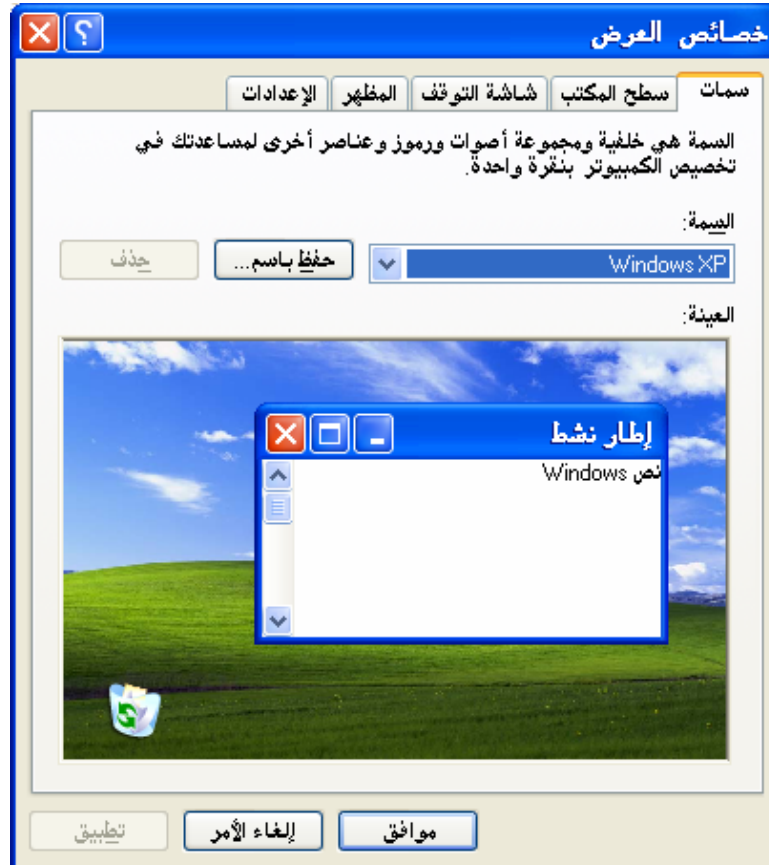 خصائص العرض
سمات سطح المكتب شاشة التوقف المظهر الإعدادات
السمة هي خلفية ومجموعة أصوات ورموز وعناصر أخرى لمساعدتك في
تخصيص الكمبيوتر بنقرة واحدة.
السمة:
Windows XP حفظ باسم... حذف
العينة:
إطار نشط
نص Windows
موافق إلغاء الأمر تطبيق